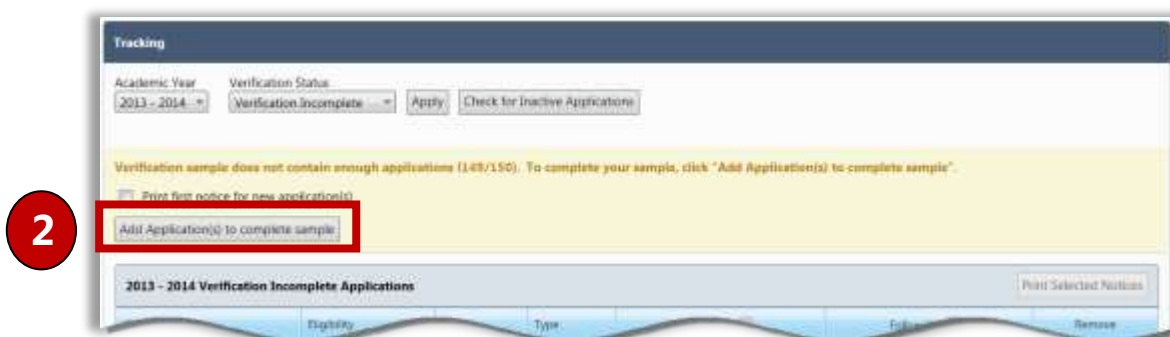 Tracking
Academic Year Verification Status
2013 - 2014 Verification Incomplete Apply Check for Inactive Applications
Verification sample does not contain enough applications (149/150). To complete your sample, click "Add Application(s) to complete sample".
Print first notice for new application(s)
2
Add Application(s) to complete sample
2013 - 2014 Verification Incomplete Applications Print Selected Notices
Eligibility Type Remove